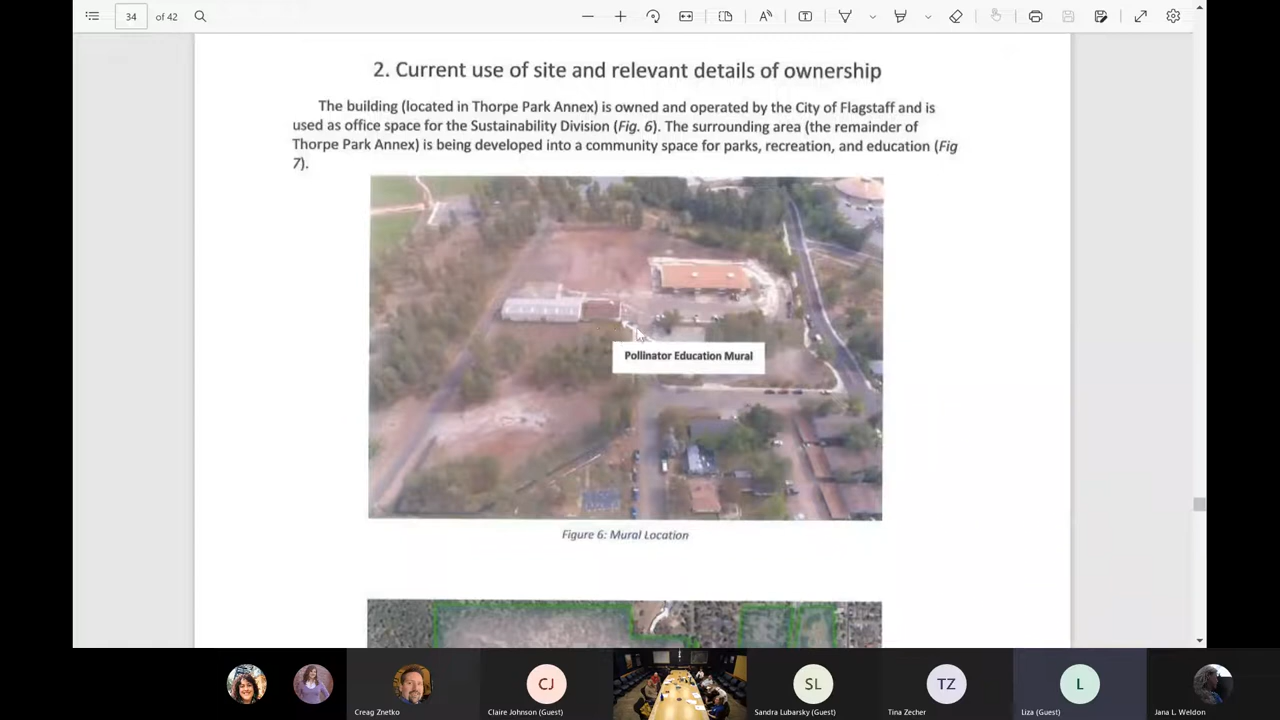 34 of 42
2. Current use of site and relevant details of ownership
The building (located in Thorpe Park Annex) is owned and operated by the City of Flagstaff and is
used as office space for the Sustainability Division (Fig. 6). The surrounding area (the remainder of
Thorpe Park Annex) is being developed into a community space for parks, recreation, and education (Fig
7).
Pollinator Education Mural
Figure 6: Mural Location
CJ
SL
TZ
L
Creag Znetko
Claire Johnson (Guest)
Sandra Lubarsky (Guest)
Tina Zecher
Liza (Guest)
Jana L. Weldon